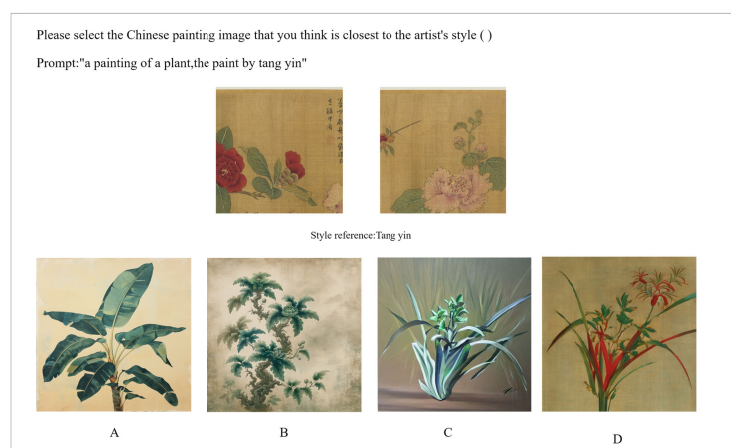 Please select the Chinese painting image that you think is closest to the artist's style ( )
Prompt:"a painting of a plant,the paint by tang yin"
Style reference:Tang yin
A
B
C
D